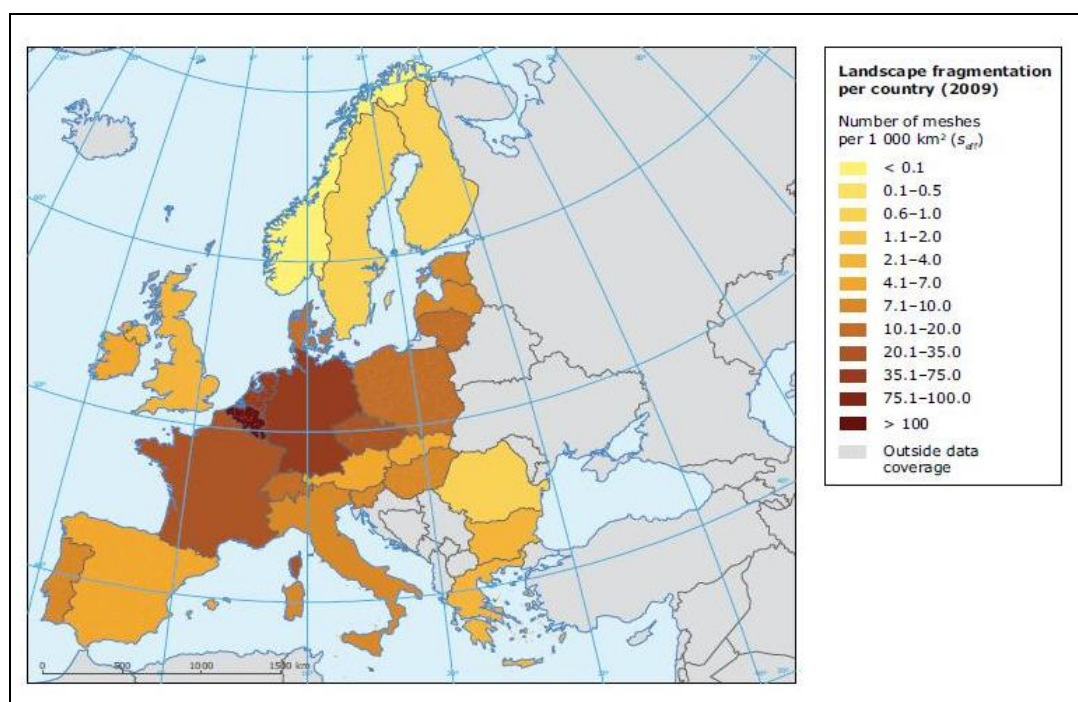 Landscape fragmentation
per country (2009)
Number of meshes
per 1 000 km² (s_eff)
< 0.1
0.1–0.5
0.6–1.0
1.1–2.0
2.1–4.0
4.1–7.0
7.1–10.0
10.1–20.0
20.1–35.0
35.1–75.0
75.1–100.0
> 100
Outside data
coverage
0 500 1000 1500 km